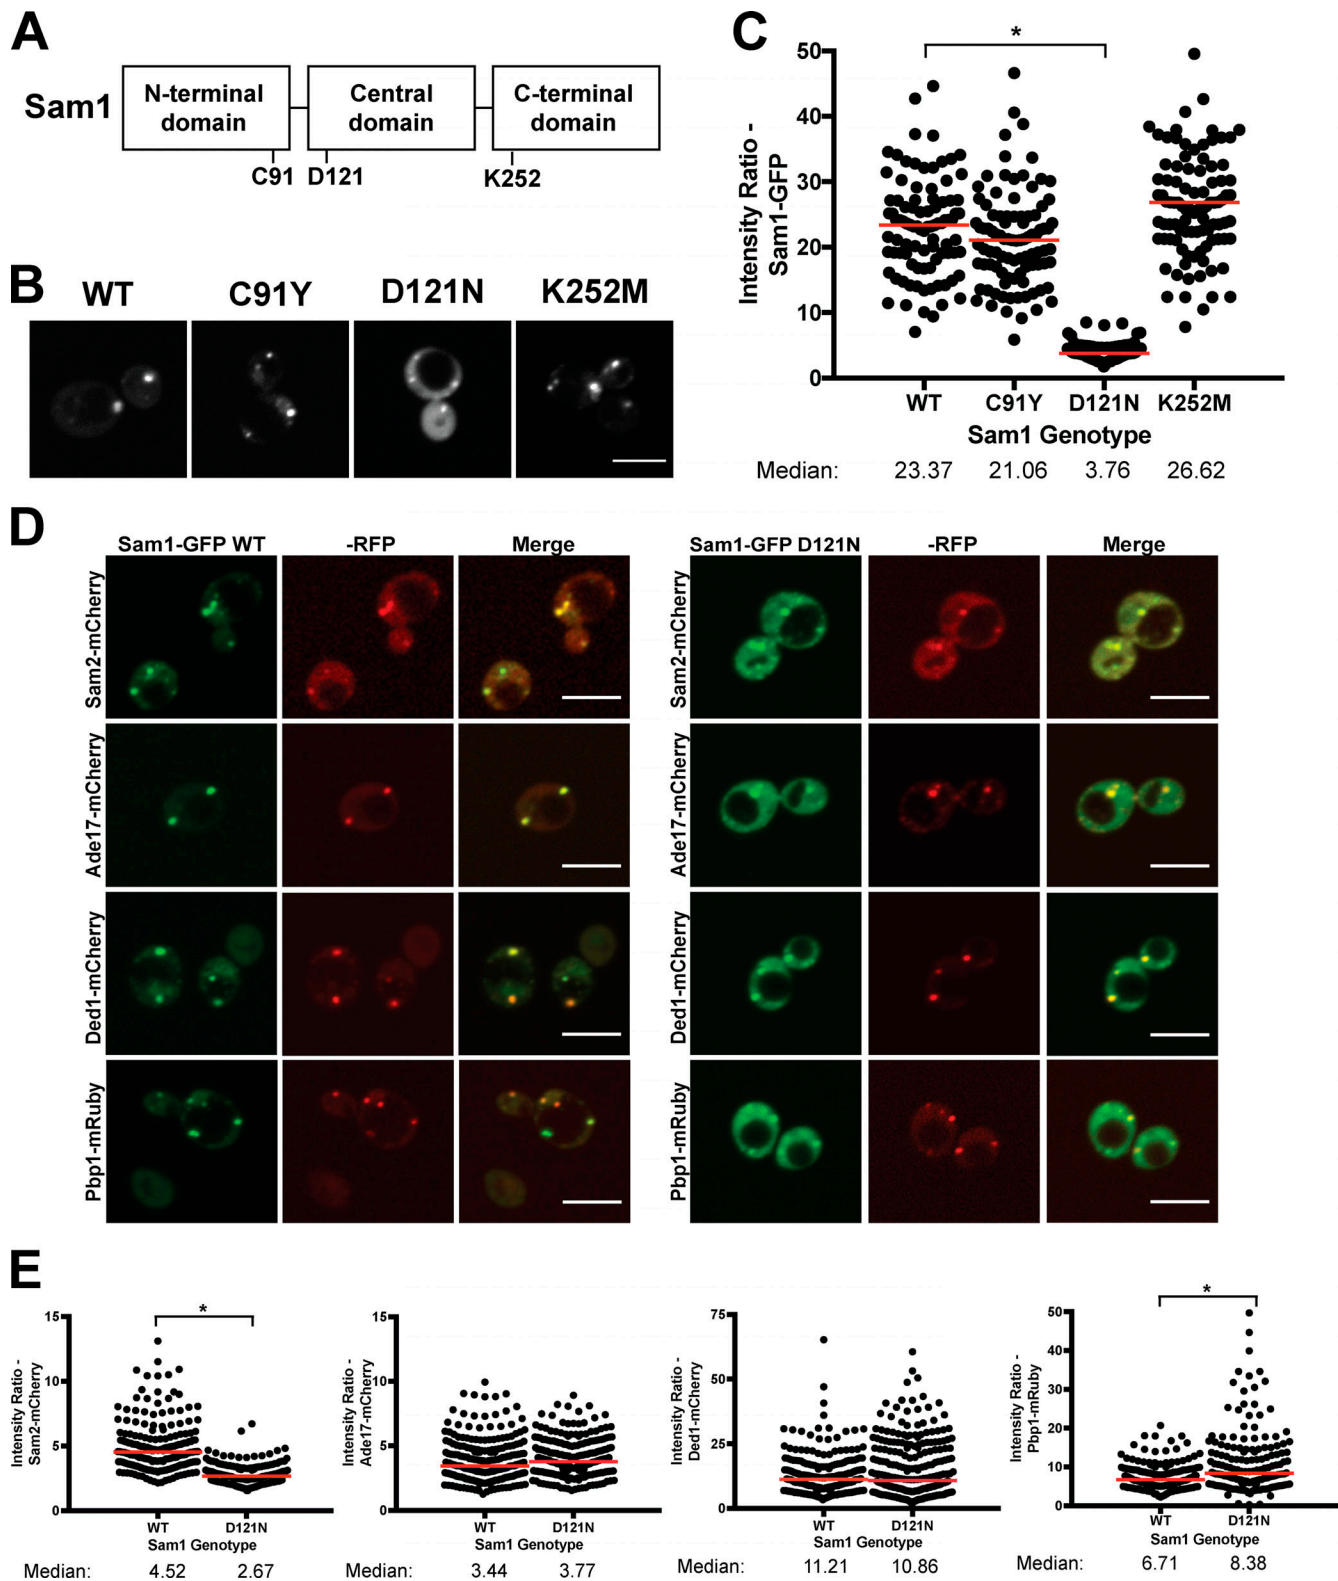 A
Sam1
N-terminal
domain
Central
domain
C-terminal
domain
C91
D121
K252
B
WT
C91Y
D121N
K252M
C
*
Intensity Ratio -
Sam1-GFP
50
40
30
20
10
0
WT
C91Y
D121N
K252M
Sam1 Genotype
Median:
23.37
21.06
3.76
26.62
D
Sam1-GFP WT
-RFP
Merge
Sam1-GFP D121N
-RFP
Merge
Sam2-mCherry
Sam2-mCherry
Ade17-mCherry
Ade17-mCherry
Ded1-mCherry
Ded1-mCherry
Pbp1-mRuby
Pbp1-mRuby
E
*
Intensity Ratio -
Sam2-mCherry
15
10
5
0
WT
D121N
Sam1 Genotype
Median:
4.52
2.67
Intensity Ratio -
Ade17-mCherry
15
10
5
0
WT
D121N
Sam1 Genotype
Median:
3.44
3.77
Intensity Ratio -
Ded1-mCherry
75
50
25
0
WT
D121N
Sam1 Genotype
Median:
11.21
10.86
*
Intensity Ratio -
Pbp1-mRuby
50
40
30
20
10
0
WT
D121N
Sam1 Genotype
Median:
6.71
8.38